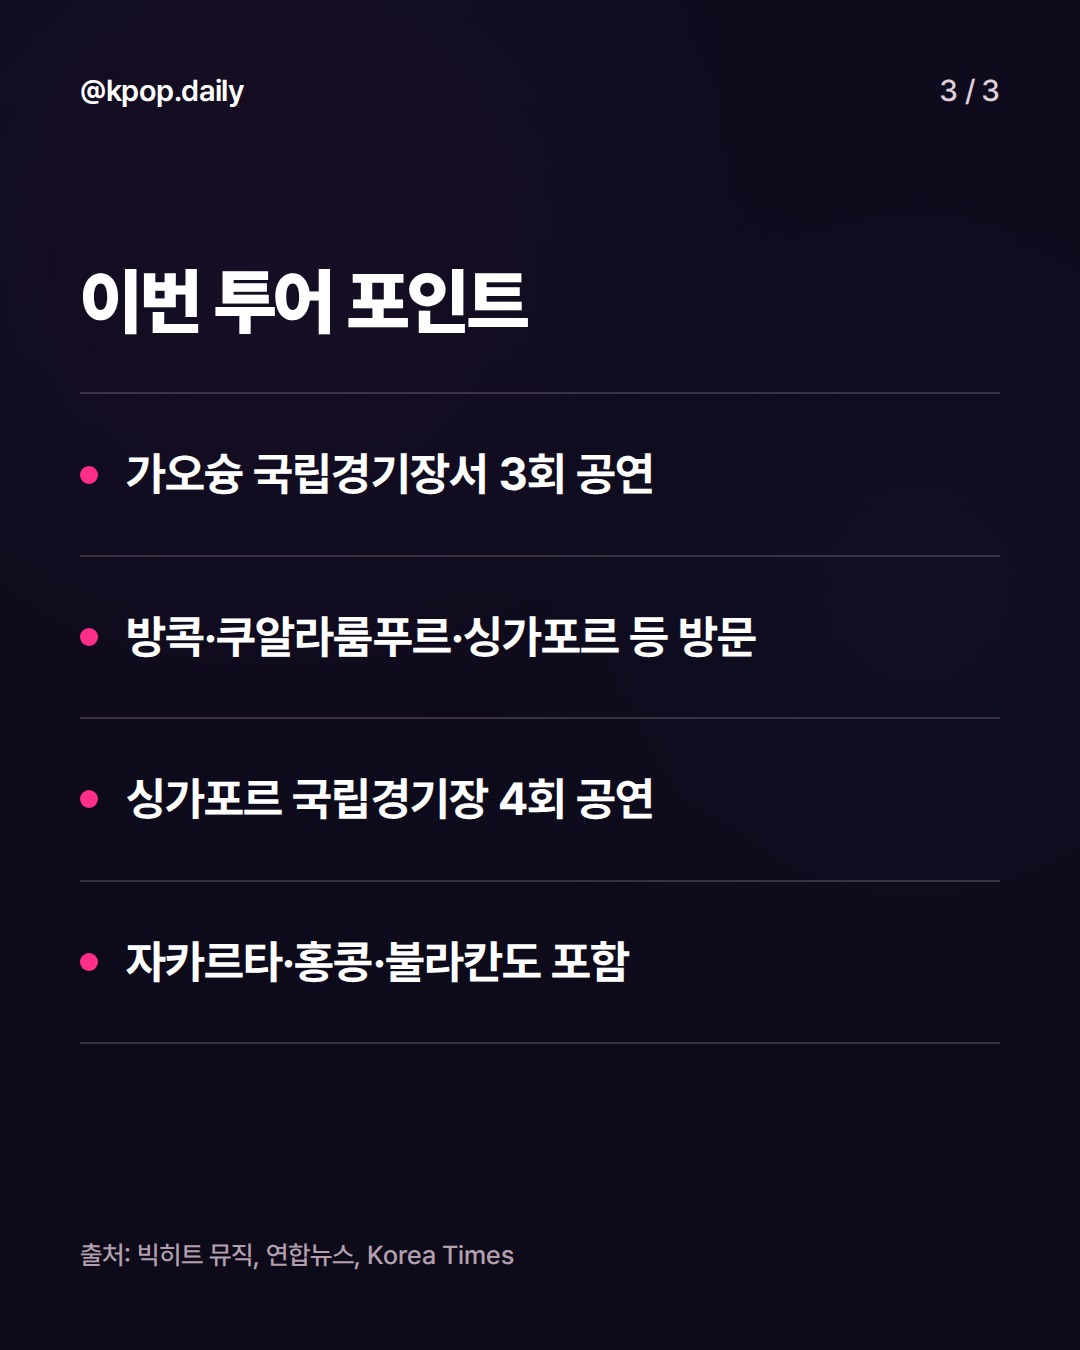 @kpop.daily
3 / 3
이번 투어 포인트
가오슝 국립경기장서 3회 공연
방콕·쿠알라룸푸르·싱가포르 등 방문
싱가포르 국립경기장 4회 공연
자카르타·홍콩·불라칸도 포함
출처: 빅히트 뮤직, 연합뉴스, Korea Times